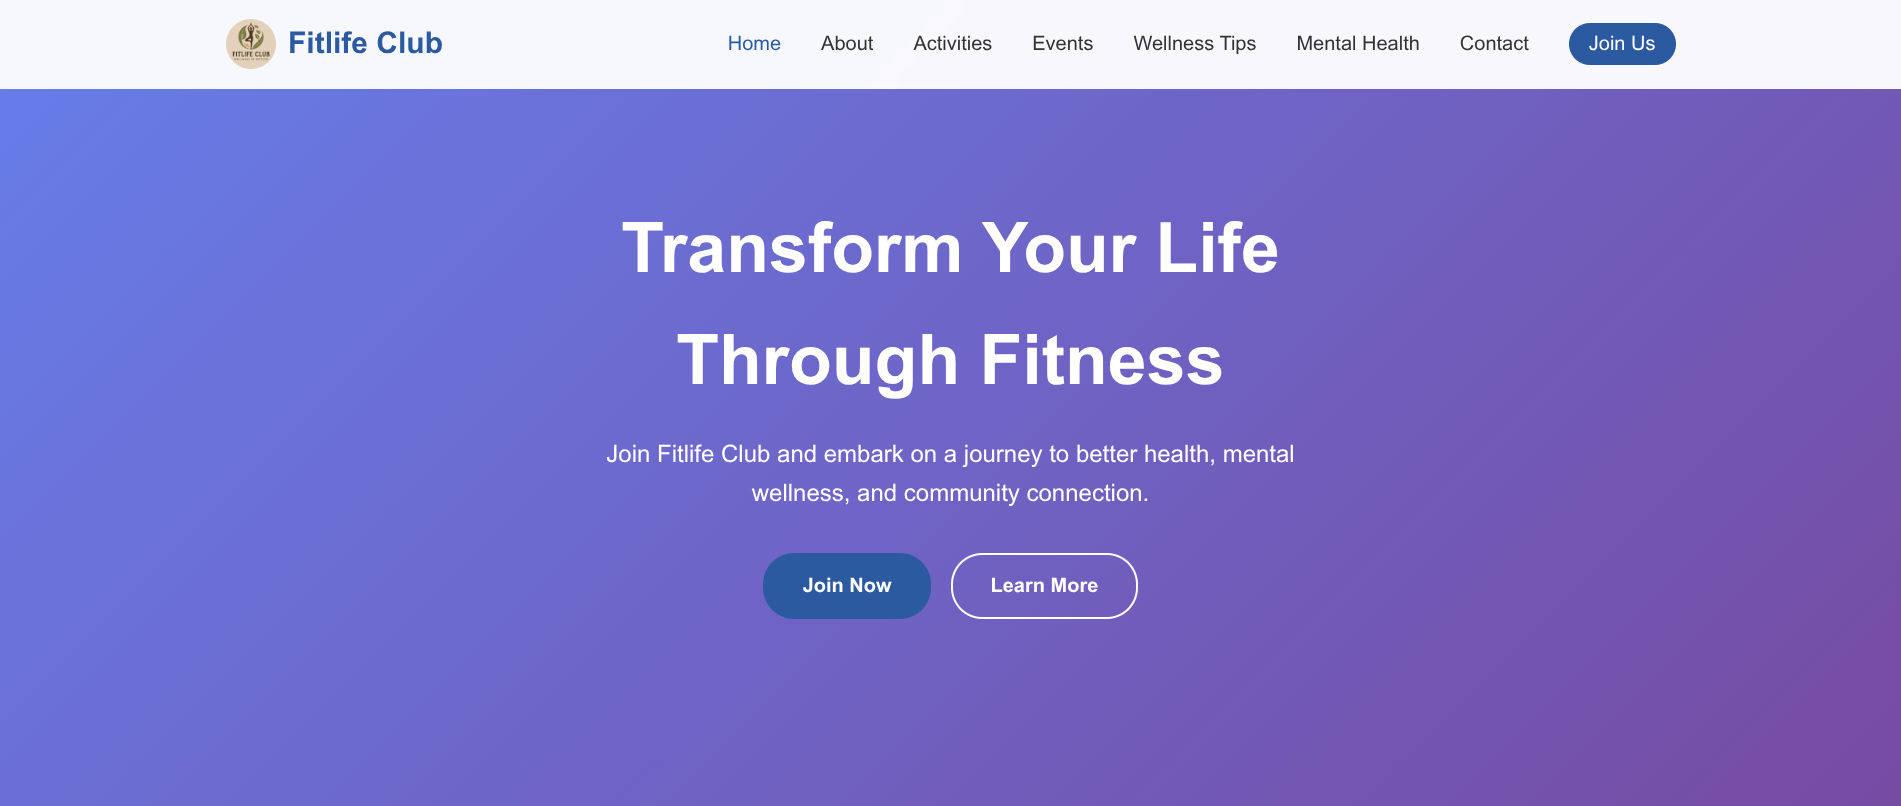 FITLIFE CLUB
Fitlife Club
Home
About
Activities
Events
Wellness Tips
Mental Health
Contact
Join Us
Transform Your Life
Through Fitness
Join Fitlife Club and embark on a journey to better health, mental
wellness, and community connection.
Join Now
Learn More